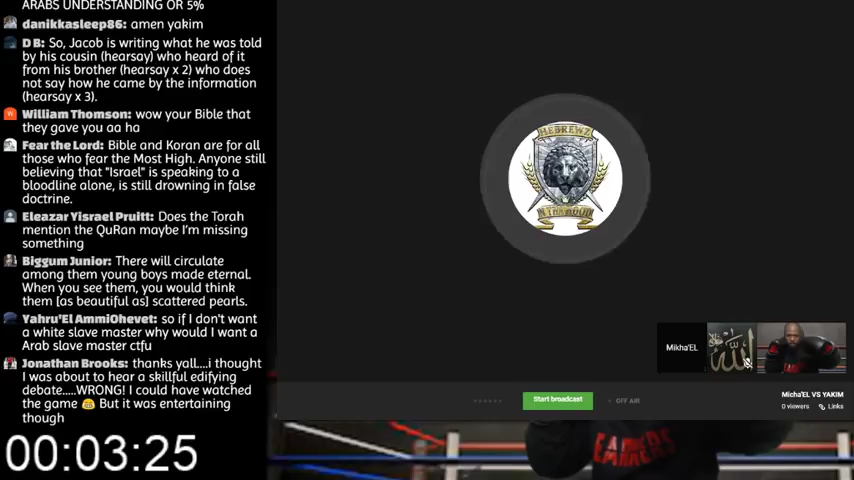 ARABS UNDERSTANDING OR 5%
danikkasleep86: amen yakim
D B: So, Jacob is writing what he was told
by his cousin (hearsay) who heard of it
from his brother (hearsay x 2) who does
not say how he came by the information
(hearsay x 3).
William Thomson: wow your Bible that
they gave you aa ha
Fear the Lord: Bible and Koran are for all
those who fear the Most High. Anyone still
believing that "Israel" is speaking to a
bloodline alone, is still drowning in false
doctrine.
Eleazar Yisrael Pruitt: Does the Torah
mention the QuRan maybe I'm missing
something
Biggum Junior: There will circulate
among them young boys made eternal.
When you see them, you would think
them [as beautiful as] scattered pearls.
Yahru'El AmmiOhevet: so if I don't want
a white slave master why would I want a
Arab slave master ctfu
Jonathan Brooks: thanks yall....i thought
I was about to hear a skillful edifying
debate.....WRONG! I could have watched
the game 🤓 But it was entertaining
though
00:03:25
HEBREWZ
N THA HOOD
Mikha'EL
الله
Start broadcast
OFF AIR
Micha'EL VS YAKIM
0 viewers
Links